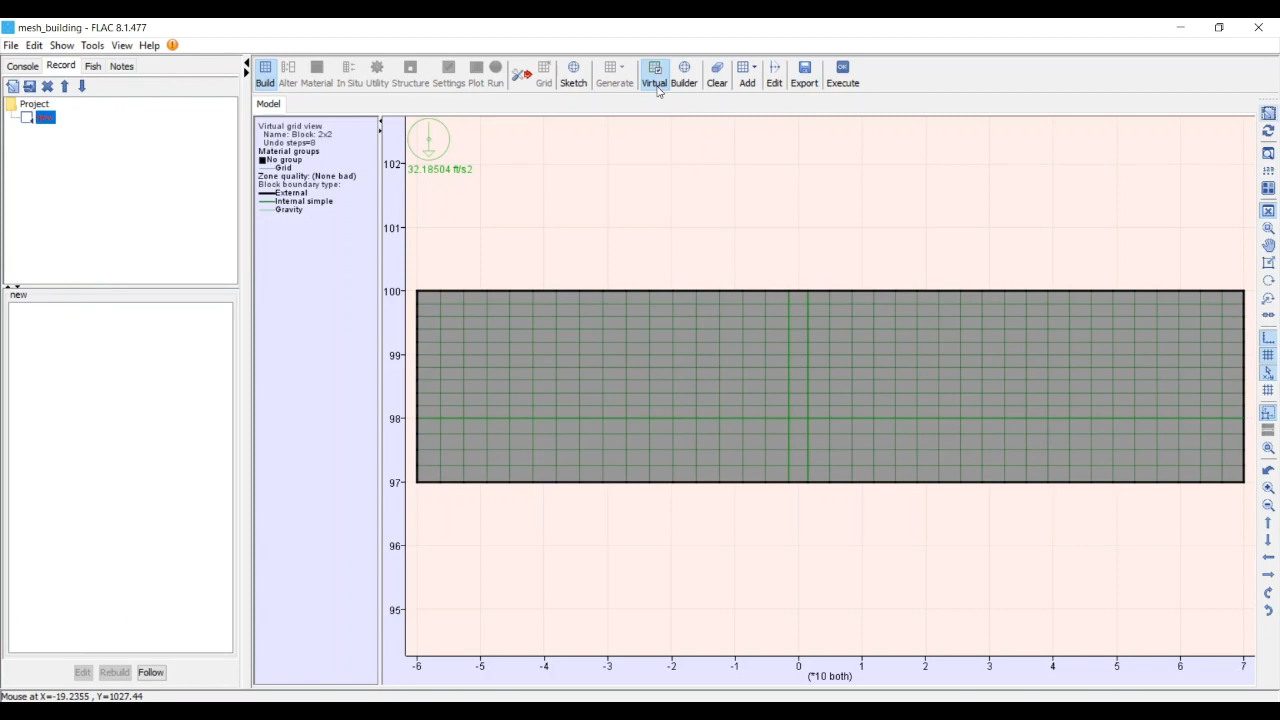 mesh_building - FLAC 8.1.477
File Edit Show Tools View Help
Console Record Fish Notes
Build Alter Material In Situ Utility Structure Settings Plot Run Grid Sketch Generate Virtual Builder Clear Add Edit Export Execute
OK
Project
Model
Virtual grid view
Name: Block: 2x2
Undo steps=8
Material groups
No group
Grid
Zone quality: (None bad)
Block boundary type:
External
Internal simple
Gravity
32.18504 ft/s2
102
101
100
99
98
97
96
95
-6 -5 -4 -3 -2 -1 0 1 2 3 4 5 6 7
(*10 both)
new
Edit Rebuild Follow
Mouse at X=-19.2355 , Y=1027.44